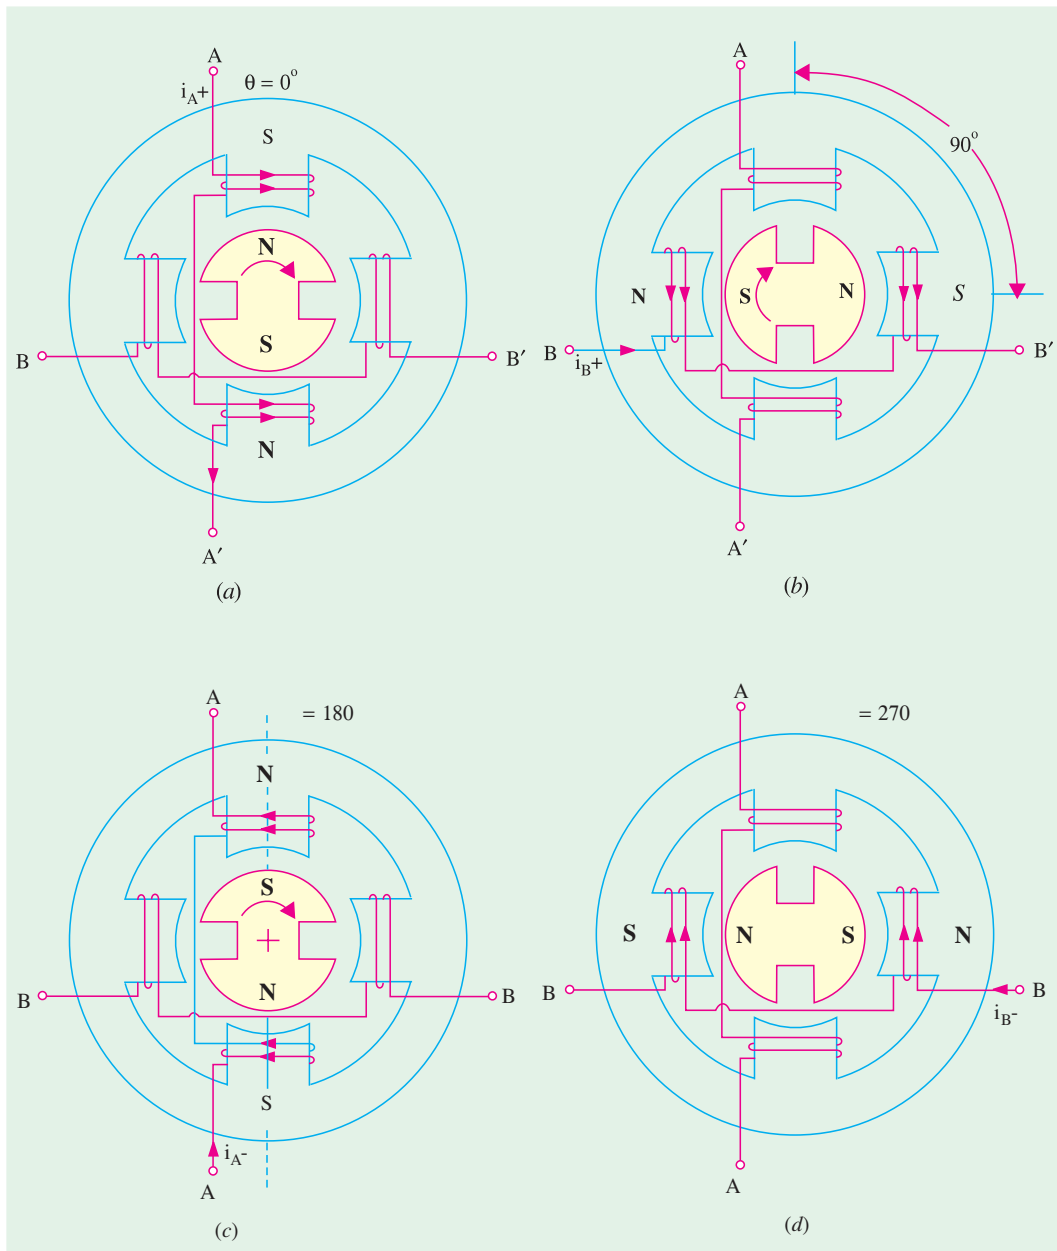 A
i_A+
θ = 0°
S
N
S
B
B′
N
A′
(a)
A
90°
N
S
N
S
B
i_B+
B′
A′
(b)
A
= 180
N
S
N
B
B
S
i_A-
A
(c)
A
= 270
S
N
S
N
B
B
i_B-
A
(d)